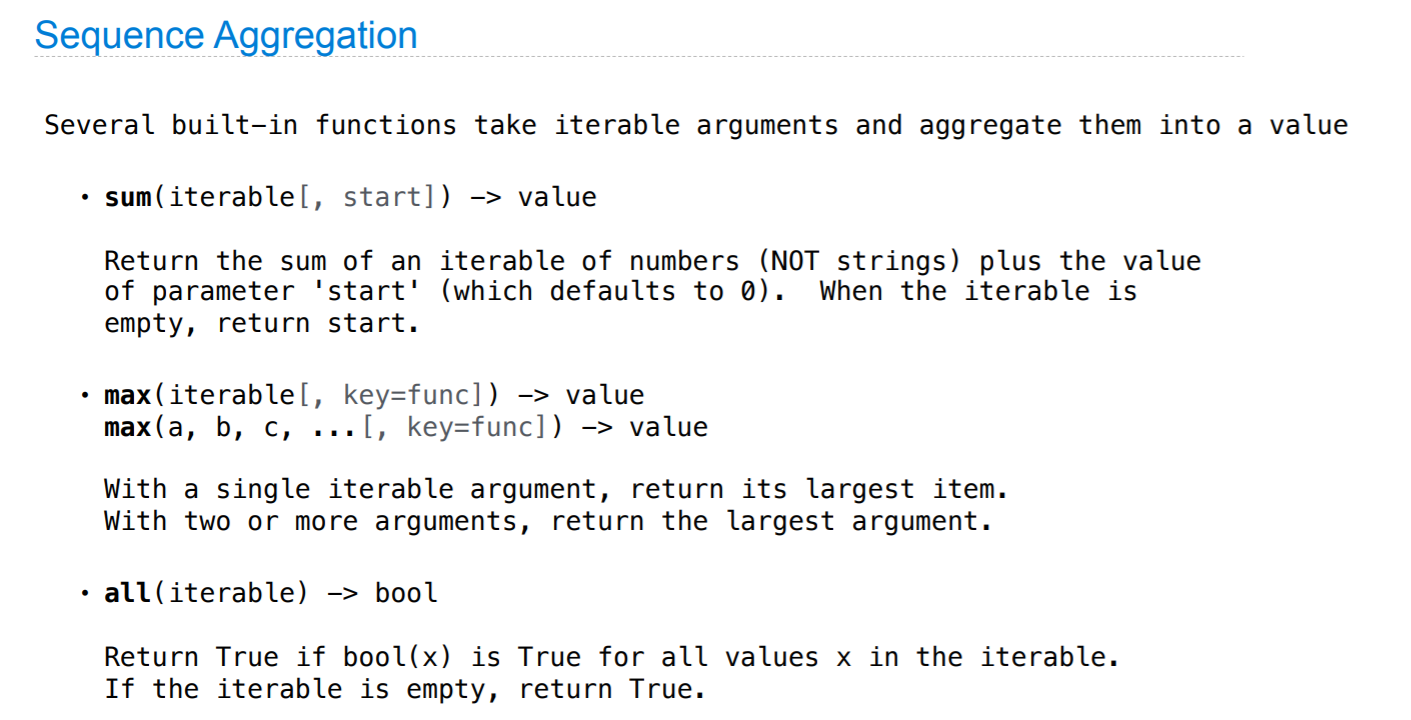 Sequence Aggregation
Several built-in functions take iterable arguments and aggregate them into a value
• sum(iterable[, start]) -> value
Return the sum of an iterable of numbers (NOT strings) plus the value
of parameter 'start' (which defaults to 0).  When the iterable is
empty, return start.
• max(iterable[, key=func]) -> value
max(a, b, c, ...[, key=func]) -> value
With a single iterable argument, return its largest item.
With two or more arguments, return the largest argument.
• all(iterable) -> bool
Return True if bool(x) is True for all values x in the iterable.
If the iterable is empty, return True.